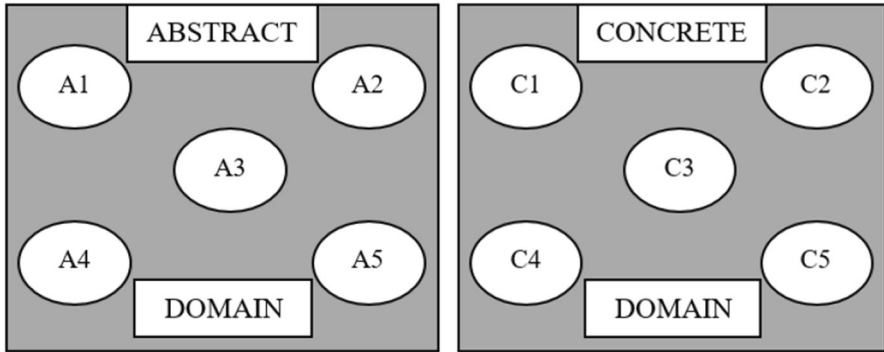 ABSTRACT
A1
A2
A3
A4
A5
DOMAIN
CONCRETE
C1
C2
C3
C4
C5
DOMAIN